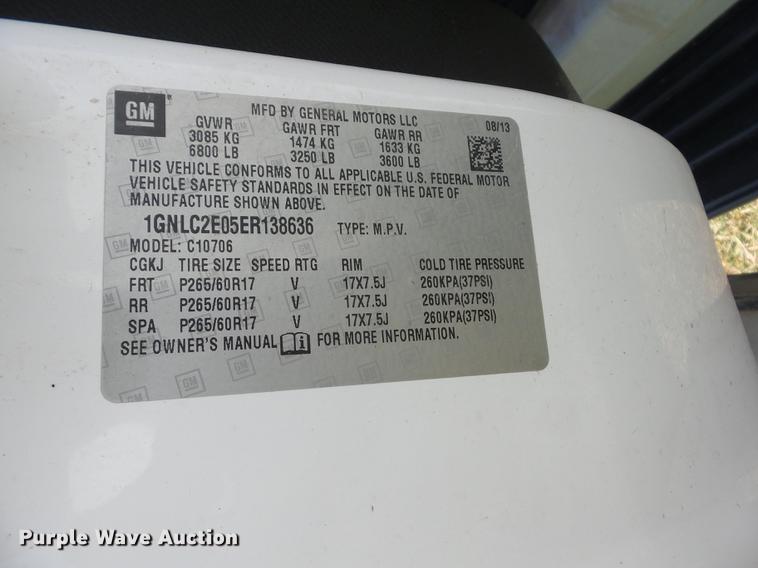 GM
MFD BY GENERAL MOTORS LLC
08/13
GVWR GAWR FRT GAWR RR
3085 KG 1474 KG 1633 KG
6800 LB 3250 LB 3600 LB
THIS VEHICLE CONFORMS TO ALL APPLICABLE U.S. FEDERAL MOTOR
VEHICLE SAFETY STANDARDS IN EFFECT ON THE DATE OF
MANUFACTURE SHOWN ABOVE.
1GNLC2E05ER138636 TYPE: M.P.V.
MODEL: C10706
CGKJ TIRE SIZE SPEED RTG RIM COLD TIRE PRESSURE
FRT P265/60R17 V 17X7.5J 260KPA(37PSI)
RR P265/60R17 V 17X7.5J 260KPA(37PSI)
SPA P265/60R17 V 17X7.5J 260KPA(37PSI)
SEE OWNER'S MANUAL FOR MORE INFORMATION.
Purple Wave Auction